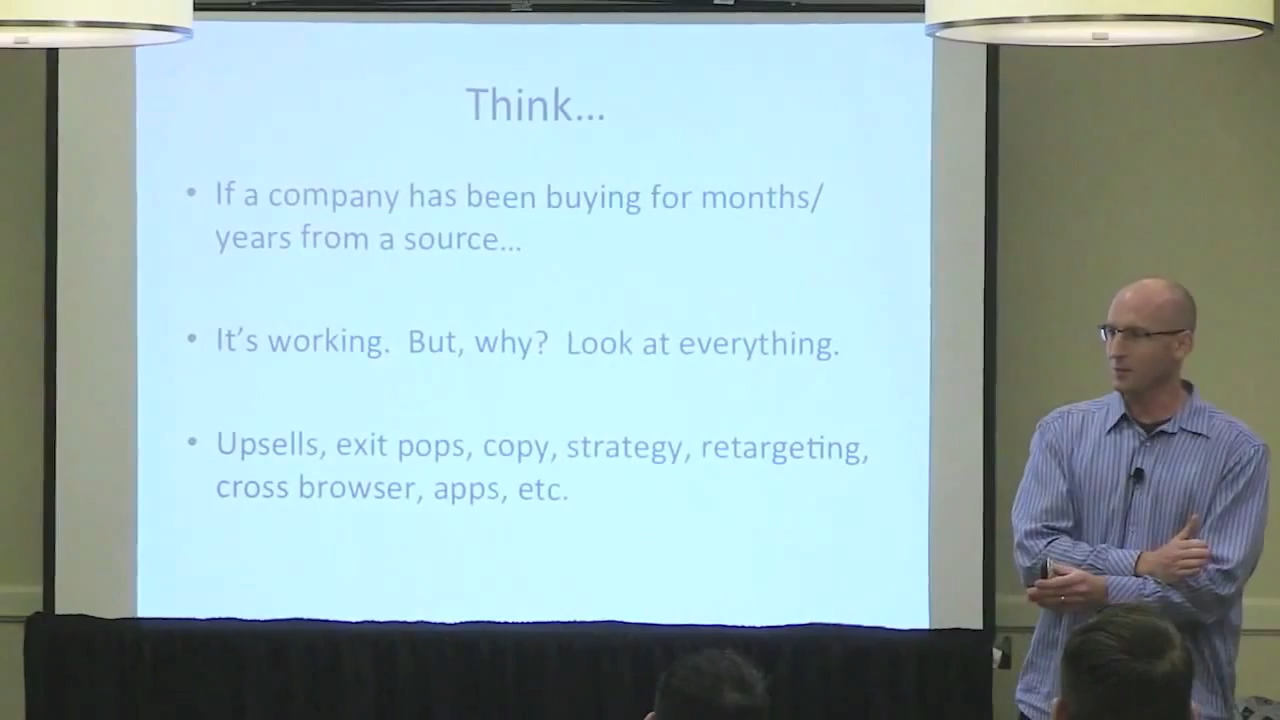 Think...
• If a company has been buying for months/
years from a source...
• It's working.  But, why?  Look at everything.
• Upsells, exit pops, copy, strategy, retargeting,
cross browser, apps, etc.